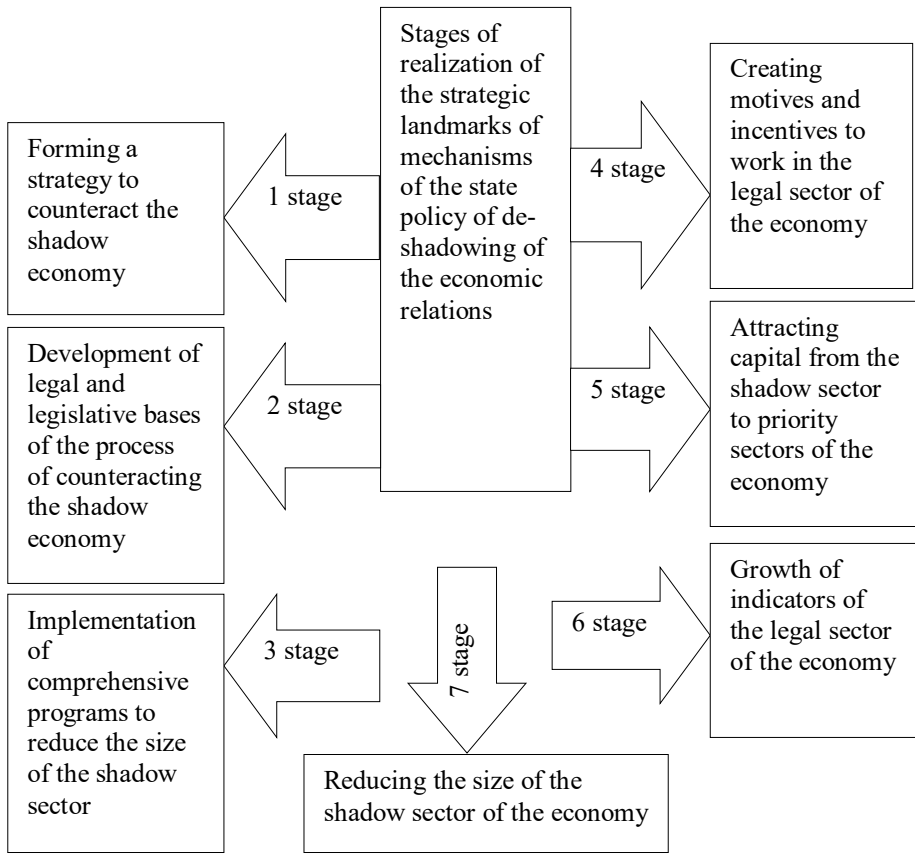 Stages of
realization of
the strategic
landmarks of
mechanisms
of the state
policy of de-
shadowing of
the economic
relations
1 stage
Forming a
strategy to
counteract the
shadow
economy
2 stage
Development of
legal and
legislative bases
of the process
of counteracting
the shadow
economy
3 stage
Implementation
of
comprehensive
programs to
reduce the size
of the shadow
sector
4 stage
Creating
motives and
incentives to
work in the
legal sector of
the economy
5 stage
Attracting
capital from the
shadow sector
to priority
sectors of the
economy
6 stage
Growth of
indicators of
the legal sector
of the economy
7 stage
Reducing the size of the
shadow sector of the economy